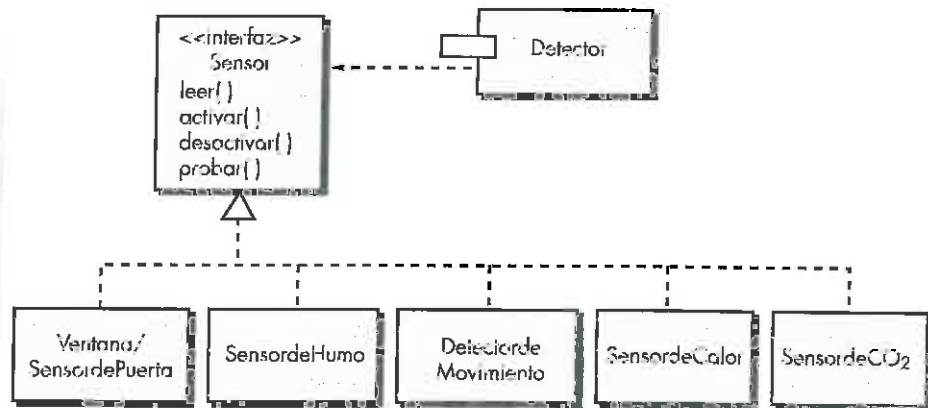 <<interfaz>>
Sensor
leer()
activar()
desactivar()
probar()
Detector
Ventana/
SensordePuerta
SensordeHumo
Detectorde
Movimiento
SensordeCalor
SensordeCO₂